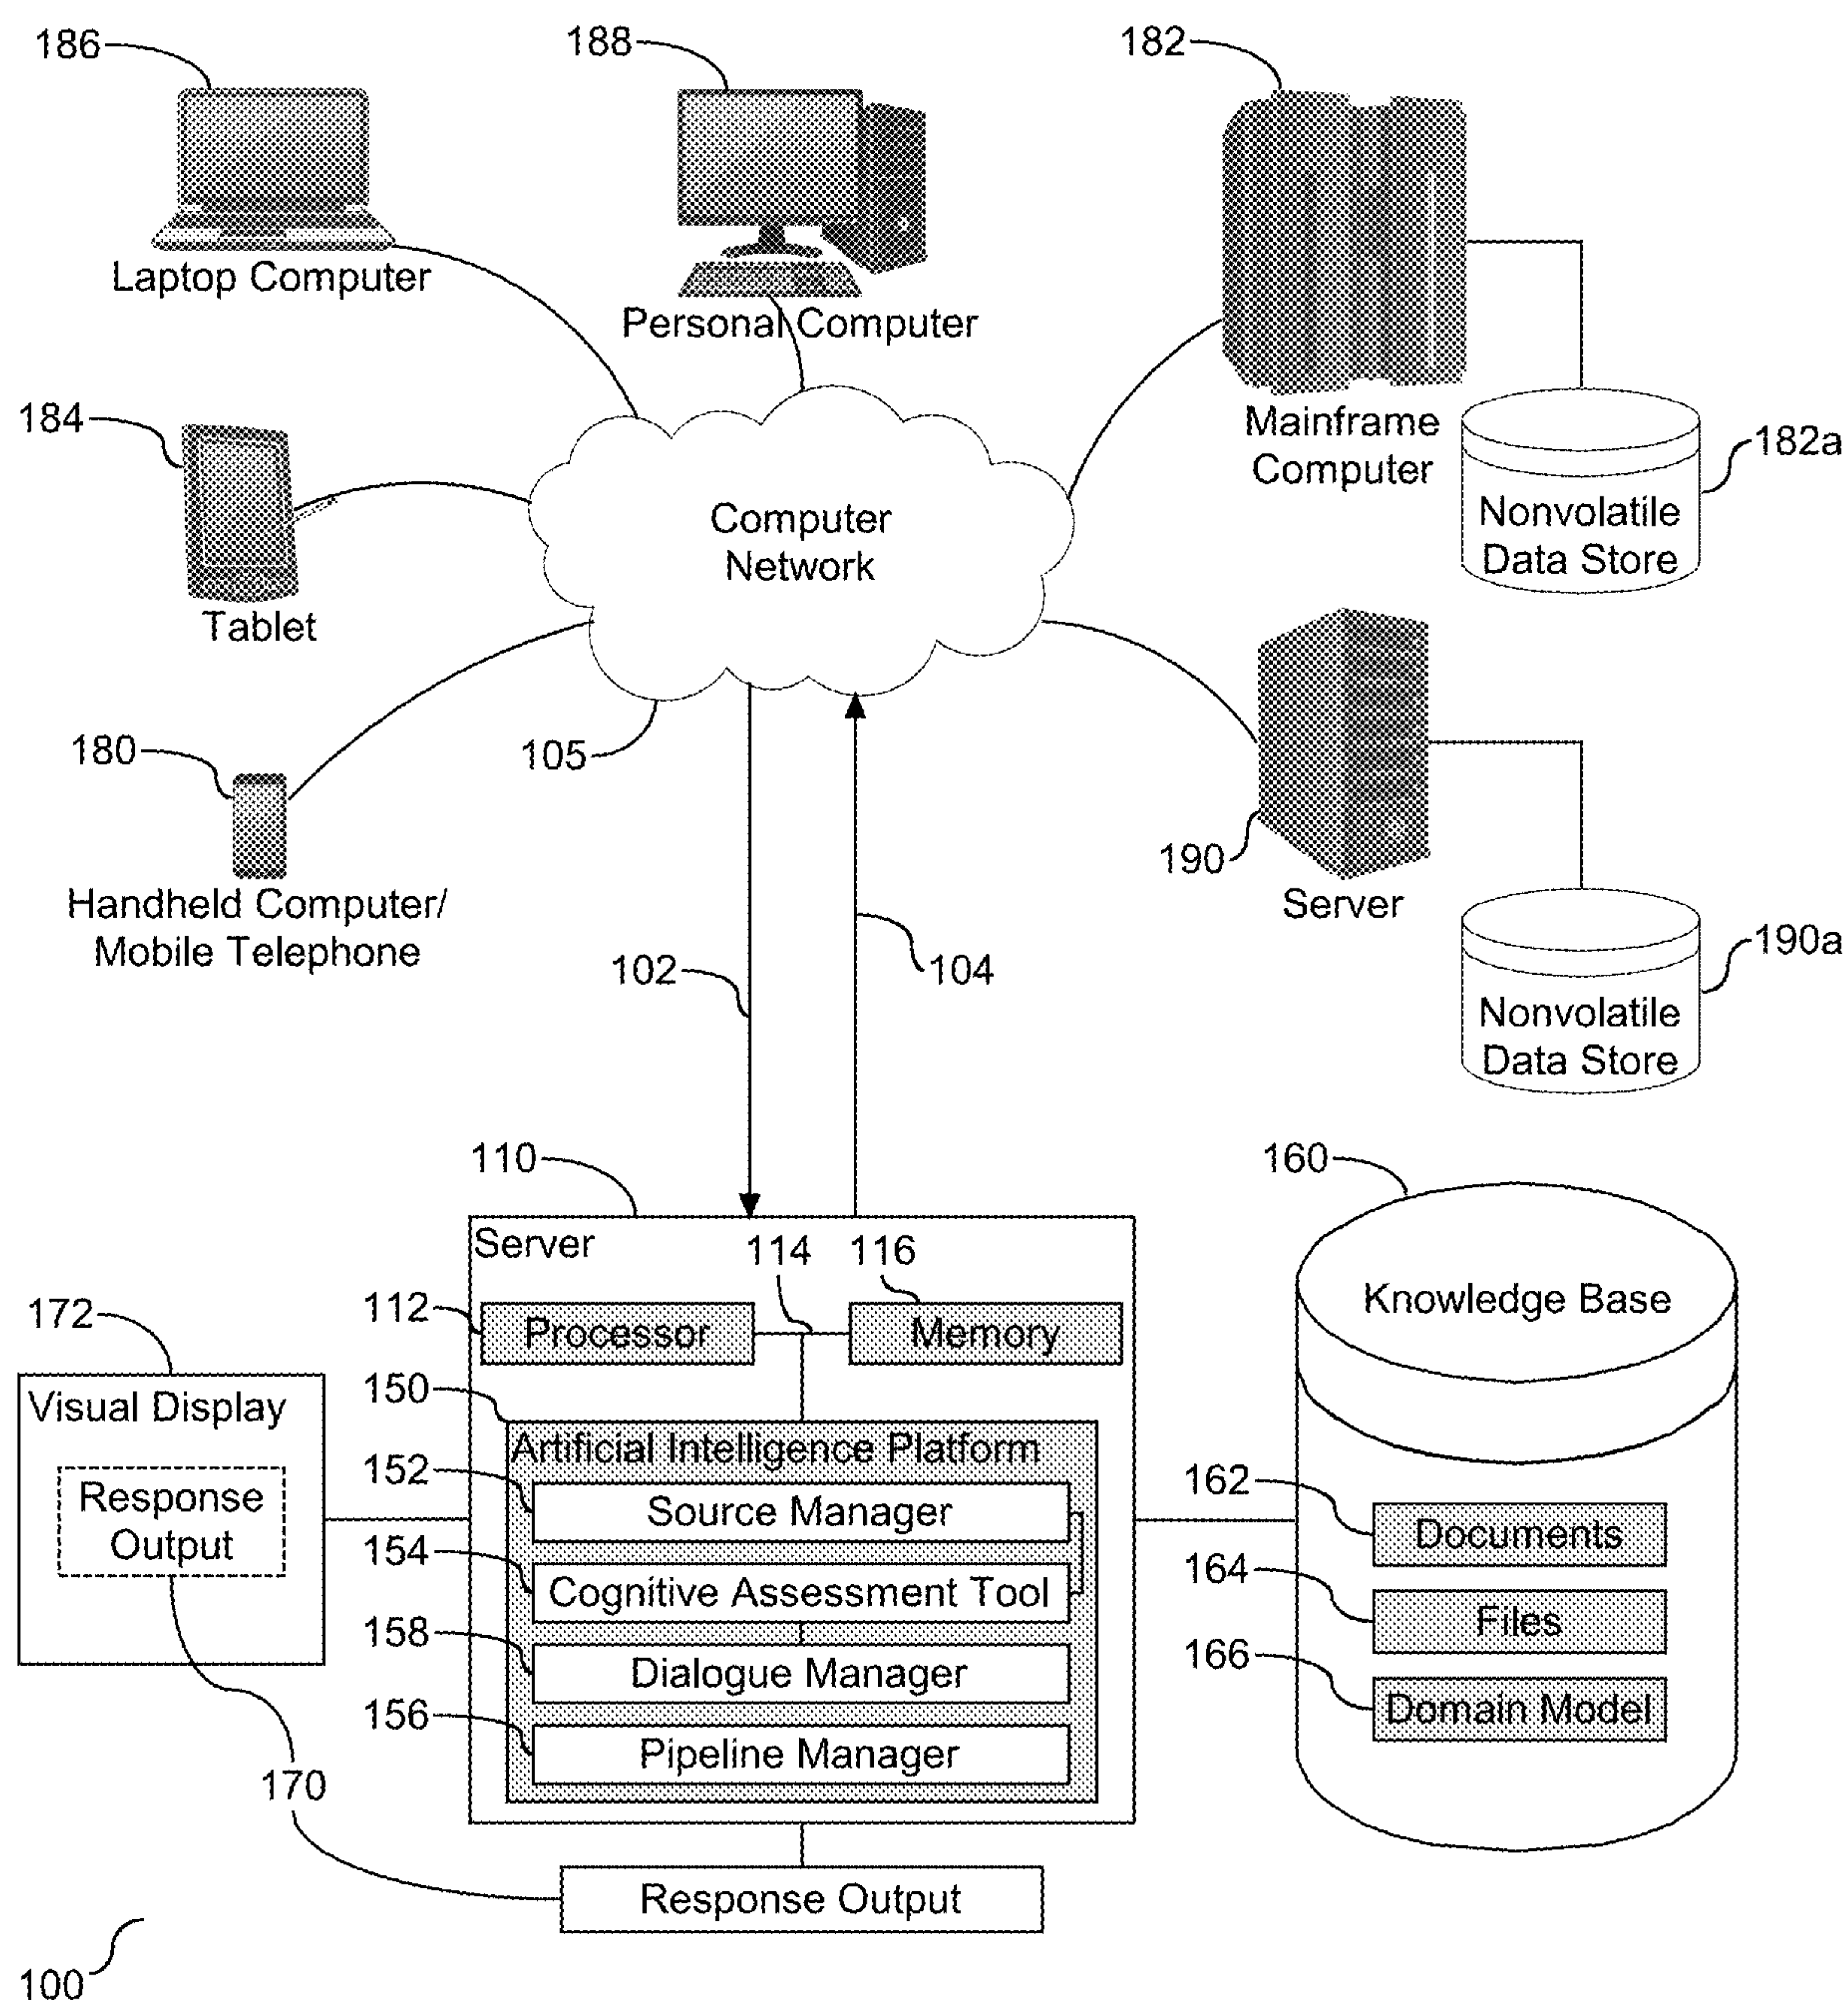 186
188
182
Laptop Computer
Personal Computer
Mainframe
Computer
184
182a
Nonvolatile
Data Store
Computer
Network
Tablet
180
105
190
Server
Handheld Computer/
Mobile Telephone
190a
102
104
Nonvolatile
Data Store
110
160
Server
114
116
Knowledge Base
172
112
Processor
Memory
Visual Display
150
Artificial Intelligence Platform
Response
Output
152
Source Manager
162
Documents
154
Cognitive Assessment Tool
164
Files
158
Dialogue Manager
166
Domain Model
156
Pipeline Manager
170
Response Output
100